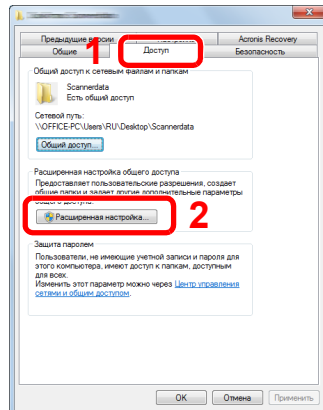 Предыдущие версии
Acronis Recovery
Общие
1
Доступ
Безопасность
Общий доступ к сетевым файлам и папкам
Scannerdata
Есть общий доступ
Сетевой путь:
\\OFFICE-PC\Users\RU\Desktop\Scannerdata
Общий доступ...
Расширенная настройка общего доступа
Предоставляет пользовательские разрешения, создает
общие папки и задает другие дополнительные параметры
общего доступа.
Расширенная настройка...
2
Защита паролем
Пользователи, не имеющие учетной записи и пароля для
этого компьютера, имеют доступ к папкам, доступным
для всех.
Изменить этот параметр можно через Центр управления
сетями и общим доступом.
OK
Отмена
Применить